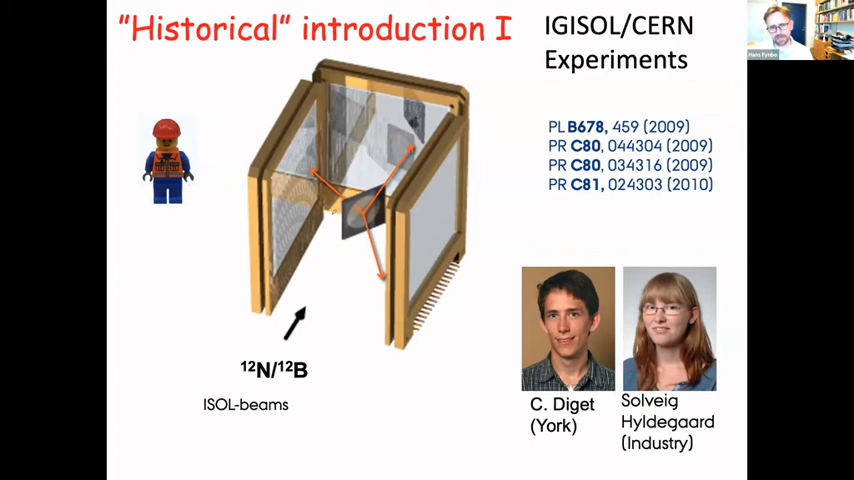 "Historical" introduction I
IGISOL/CERN
Experiments
Hans Fynbo
PL B678, 459 (2009)
PR C80, 044304 (2009)
PR C80, 034316 (2009)
PR C81, 024303 (2010)
12N/12B
ISOL-beams
C. Diget
(York)
Solveig
Hyldegaard
(Industry)